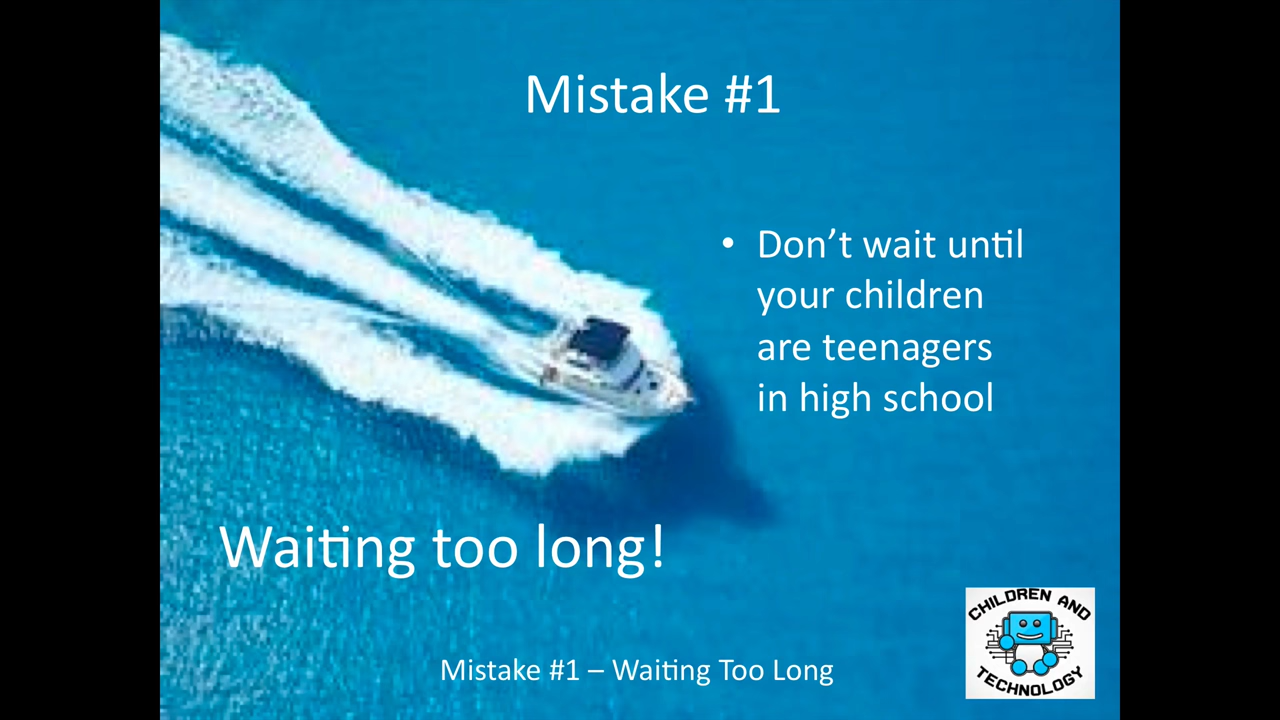 Mistake #1
• Don’t wait until
your children
are teenagers
in high school
Waiting too long!
CHILDREN AND
TECHNOLOGY
Mistake #1 – Waiting Too Long